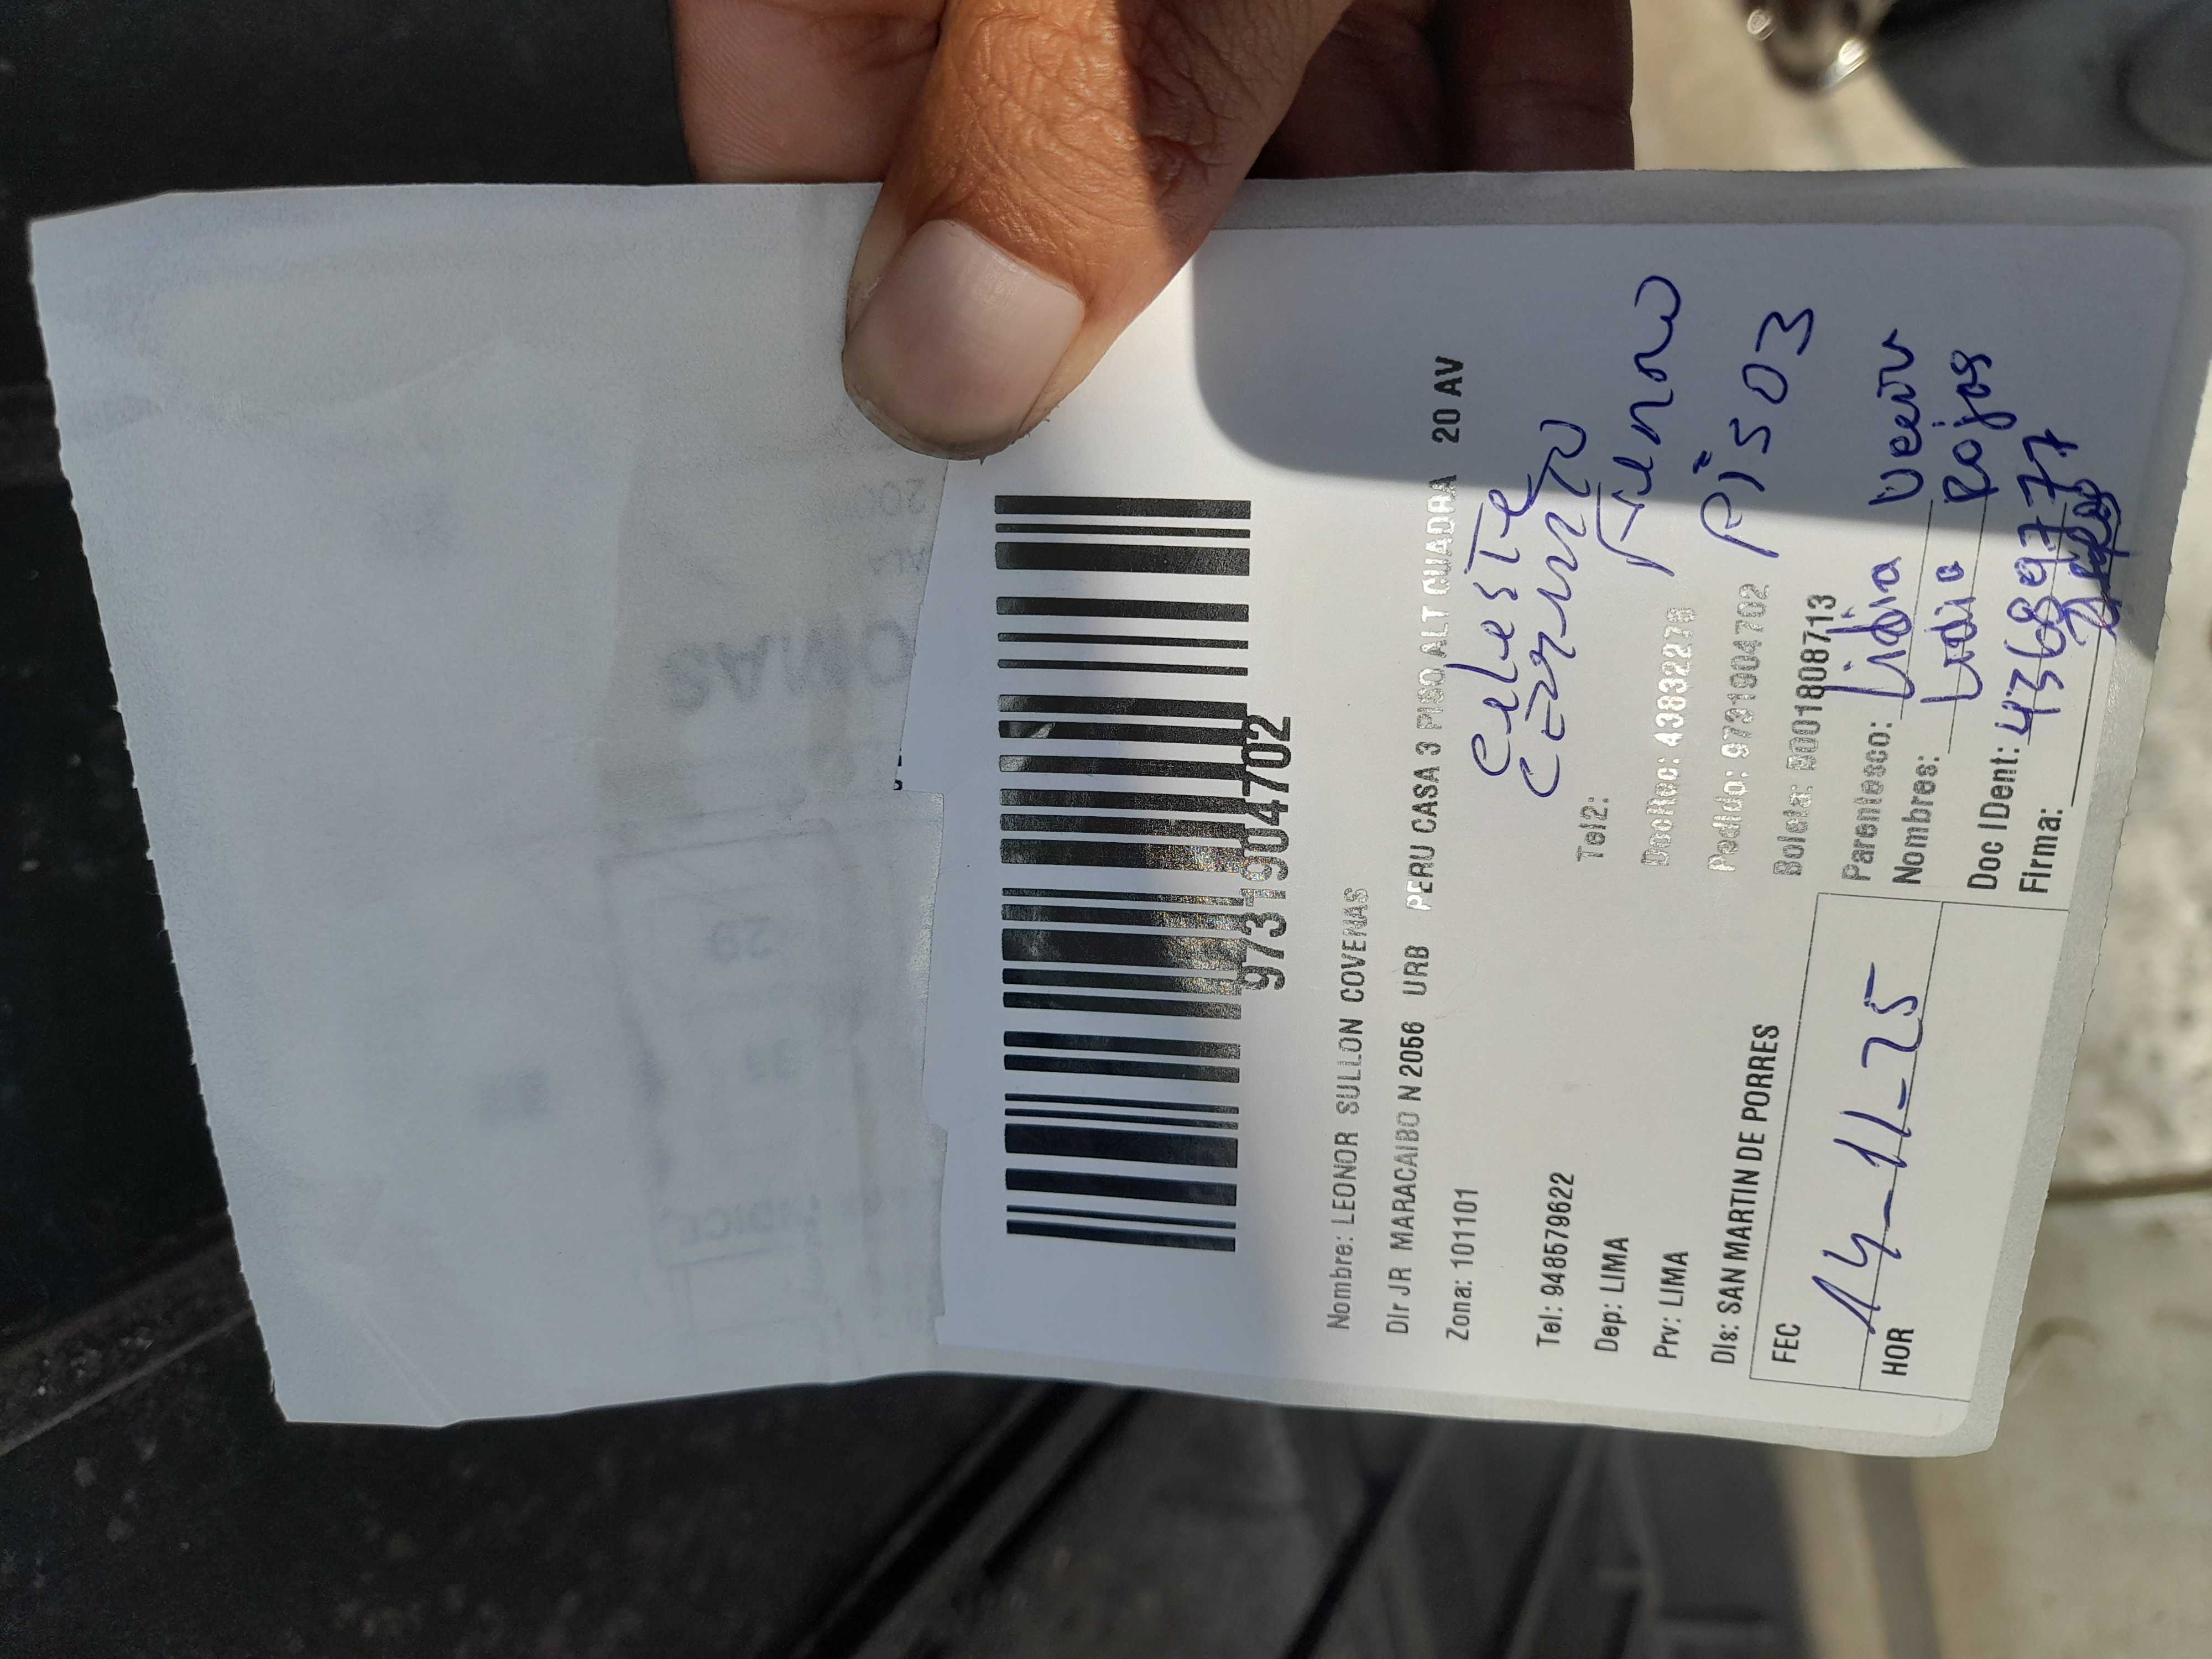 9731904702
Nombre: LEONOR SULLON COVENAS
Dir JR MARACAIBO N 2056 URB PERU CASA 3 PISO ALT CUADRA 20 AV
Zona: 101101
Celeste
Tel: 948579622
Tel2:
Fierro
Dep: LIMA
Prv: LIMA
Piso 3
Dis: SAN MARTIN DE PORRES
Pedido: 9731904702
FEC
14-11-25
HOR
Parentesco: Lidia
Nombres: Lidia Rojas
Doc IDent: 43689777
Firma: